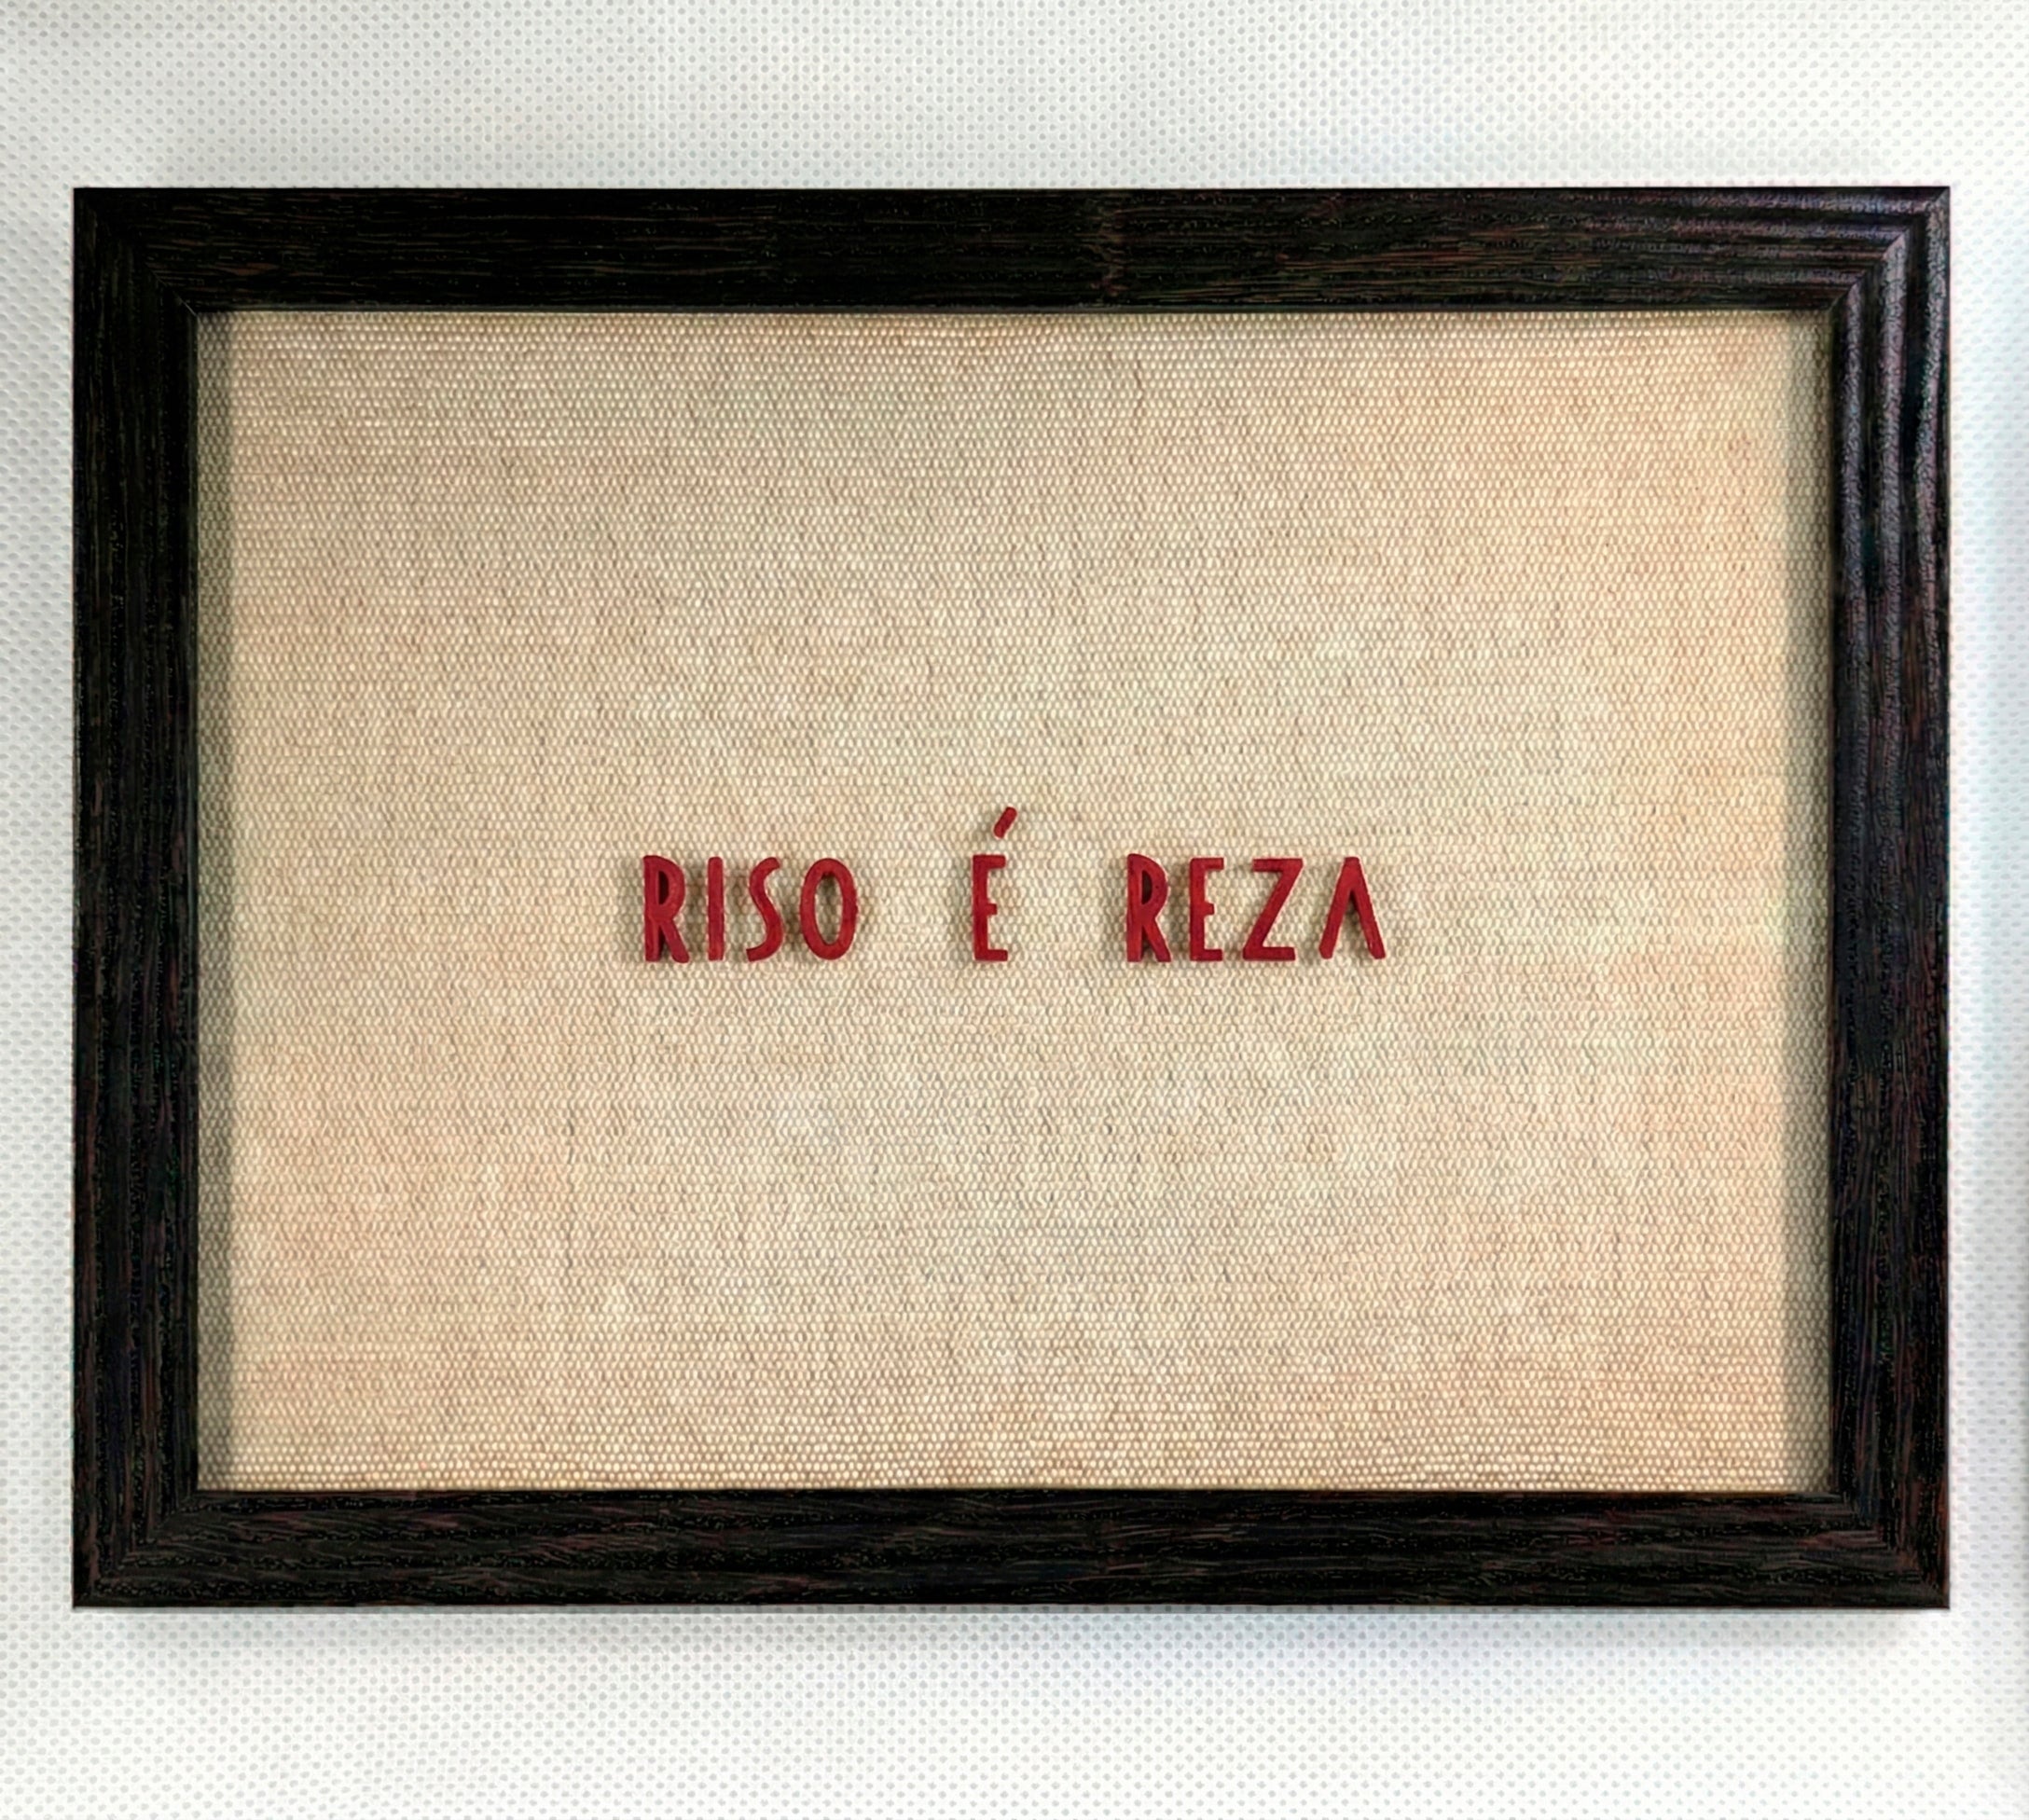 RISO É REZA